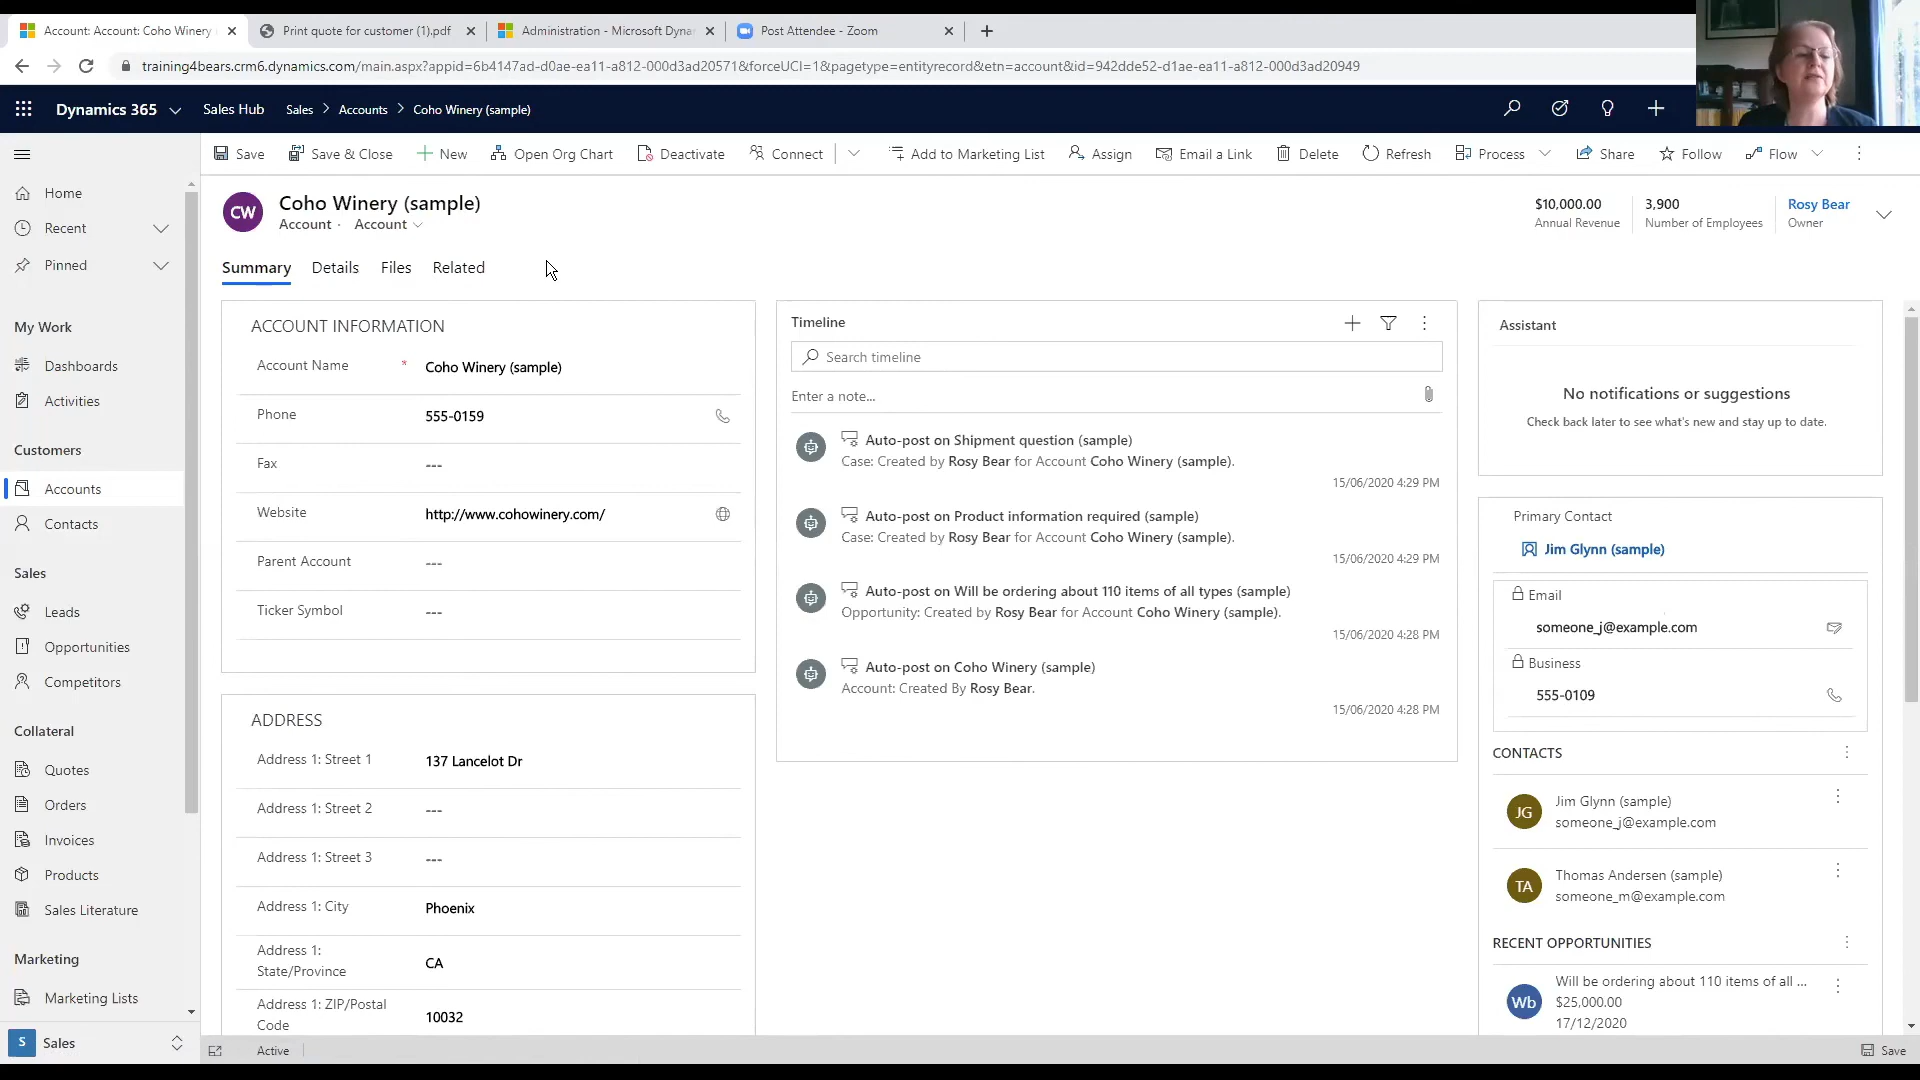 Account: Account: Coho Winery
Print quote for customer (1).pdf
Administration - Microsoft Dyna
Post Attendee - Zoom
training4bears.crm6.dynamics.com/main.aspx?appid=6b4147ad-d0ae-ea11-a812-000d3ad20571&forceUCI=1&pagetype=entityrecord&etn=account&id=942dde52-d1ae-ea11-a812-000d3ad20949
Dynamics 365
Sales Hub
Sales > Accounts > Coho Winery (sample)
Save
Save & Close
New
Open Org Chart
Deactivate
Connect
Add to Marketing List
Assign
Email a Link
Delete
Refresh
Process
Share
Follow
Flow
Home
Recent
Pinned
My Work
Dashboards
Activities
Customers
Accounts
Contacts
Sales
Leads
Opportunities
Competitors
Collateral
Quotes
Orders
Invoices
Products
Sales Literature
Marketing
Marketing Lists
S Sales
CW
Coho Winery (sample)
Account · Account
$10,000.00
Annual Revenue
3,900
Number of Employees
Rosy Bear
Owner
Summary
Details
Files
Related
ACCOUNT INFORMATION
Account Name * Coho Winery (sample)
Phone 555-0159
Fax ---
Website http://www.cohowinery.com/
Parent Account ---
Ticker Symbol ---
ADDRESS
Address 1: Street 1 137 Lancelot Dr
Address 1: Street 2 ---
Address 1: Street 3 ---
Address 1: City Phoenix
Address 1:
State/Province CA
Address 1: ZIP/Postal
Code 10032
Timeline
Search timeline
Enter a note...
Auto-post on Shipment question (sample)
Case: Created by Rosy Bear for Account Coho Winery (sample).
15/06/2020 4:29 PM
Auto-post on Product information required (sample)
Case: Created by Rosy Bear for Account Coho Winery (sample).
15/06/2020 4:29 PM
Auto-post on Will be ordering about 110 items of all types (sample)
Opportunity: Created by Rosy Bear for Account Coho Winery (sample).
15/06/2020 4:28 PM
Auto-post on Coho Winery (sample)
Account: Created By Rosy Bear.
15/06/2020 4:28 PM
Assistant
No notifications or suggestions
Check back later to see what's new and stay up to date.
Primary Contact
Jim Glynn (sample)
Email
someone_j@example.com
Business
555-0109
CONTACTS
JG
Jim Glynn (sample)
someone_j@example.com
TA
Thomas Andersen (sample)
someone_m@example.com
RECENT OPPORTUNITIES
Wb
Will be ordering about 110 items of all ...
$25,000.00
17/12/2020
Active
Save